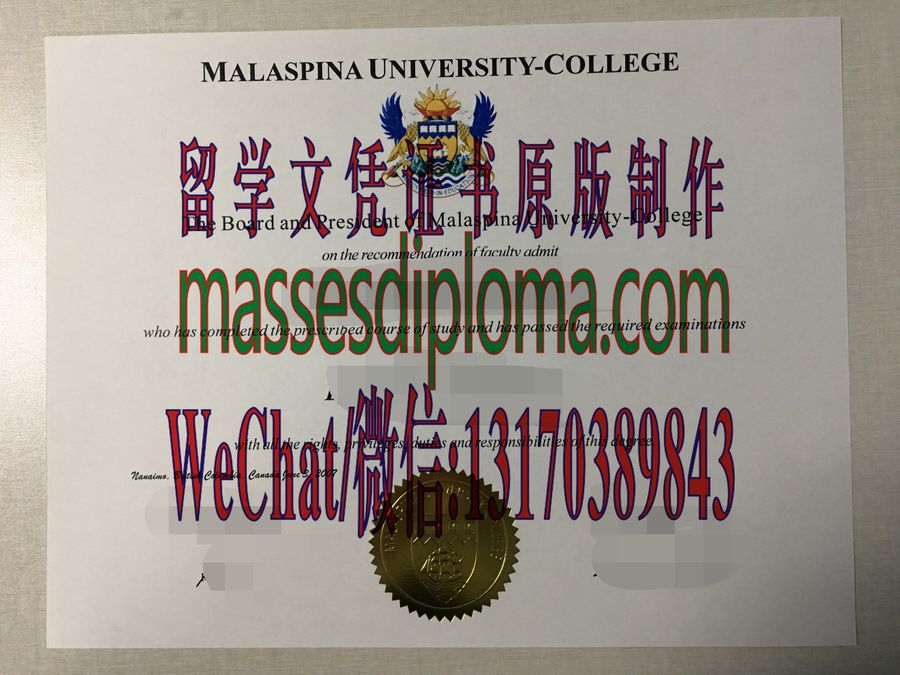 MALASPINA UNIVERSITY-COLLEGE
留学文凭证书原版制作
The Board and President of Malaspina University-College
on the recommendation of faculty admit
massesdiploma.com
who has completed the prescribed course of study and has passed the required examinations
WeChat/微信:13170389843
with all the rights, privileges, duties and responsibilities of this degree.
Nanaimo, British Columbia, Canada June 5, 2007